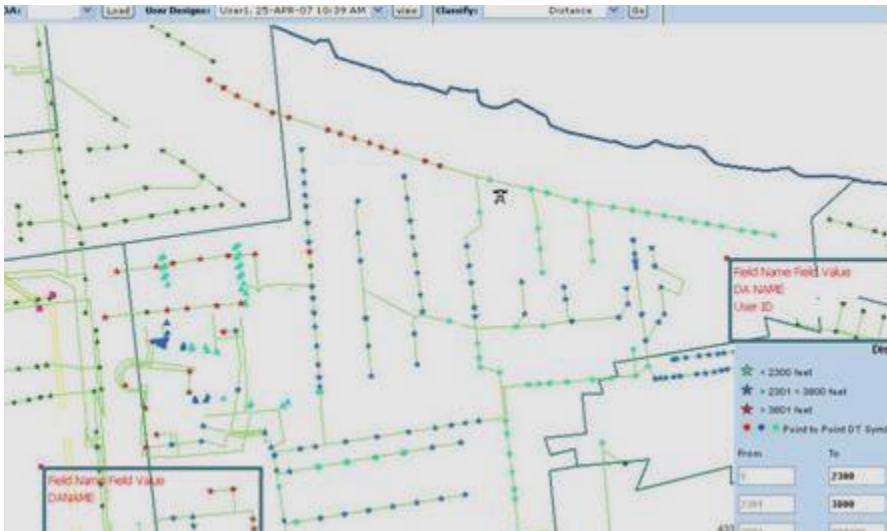 SA: Load User Designs: User1, 25-APR-07 10:39 AM view Classify: Distance Go
Field Name Field Value
DA NAME
User ID
< 2300 feet
> 2301 < 3800 feet
> 3801 feet
Point to Point DT
From To
2300
2301 3800
Field Name Field Value
DANAME